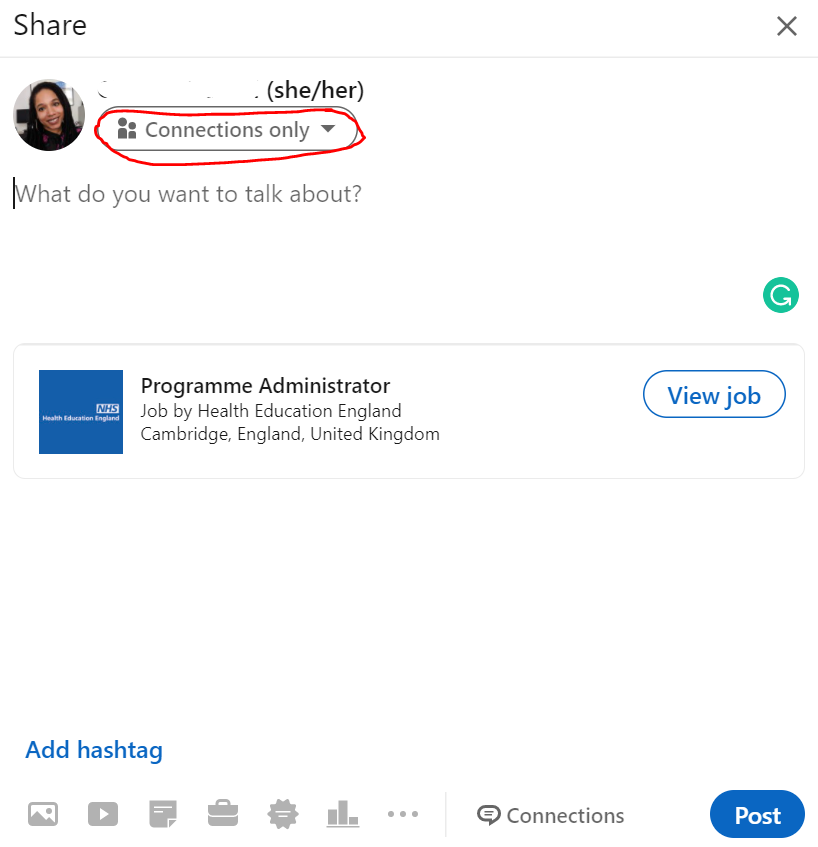 Share
(she/her)
Connections only
What do you want to talk about?
Programme Administrator
NHS
Health Education England
Job by Health Education England
Cambridge, England, United Kingdom
View job
Add hashtag
Connections
Post